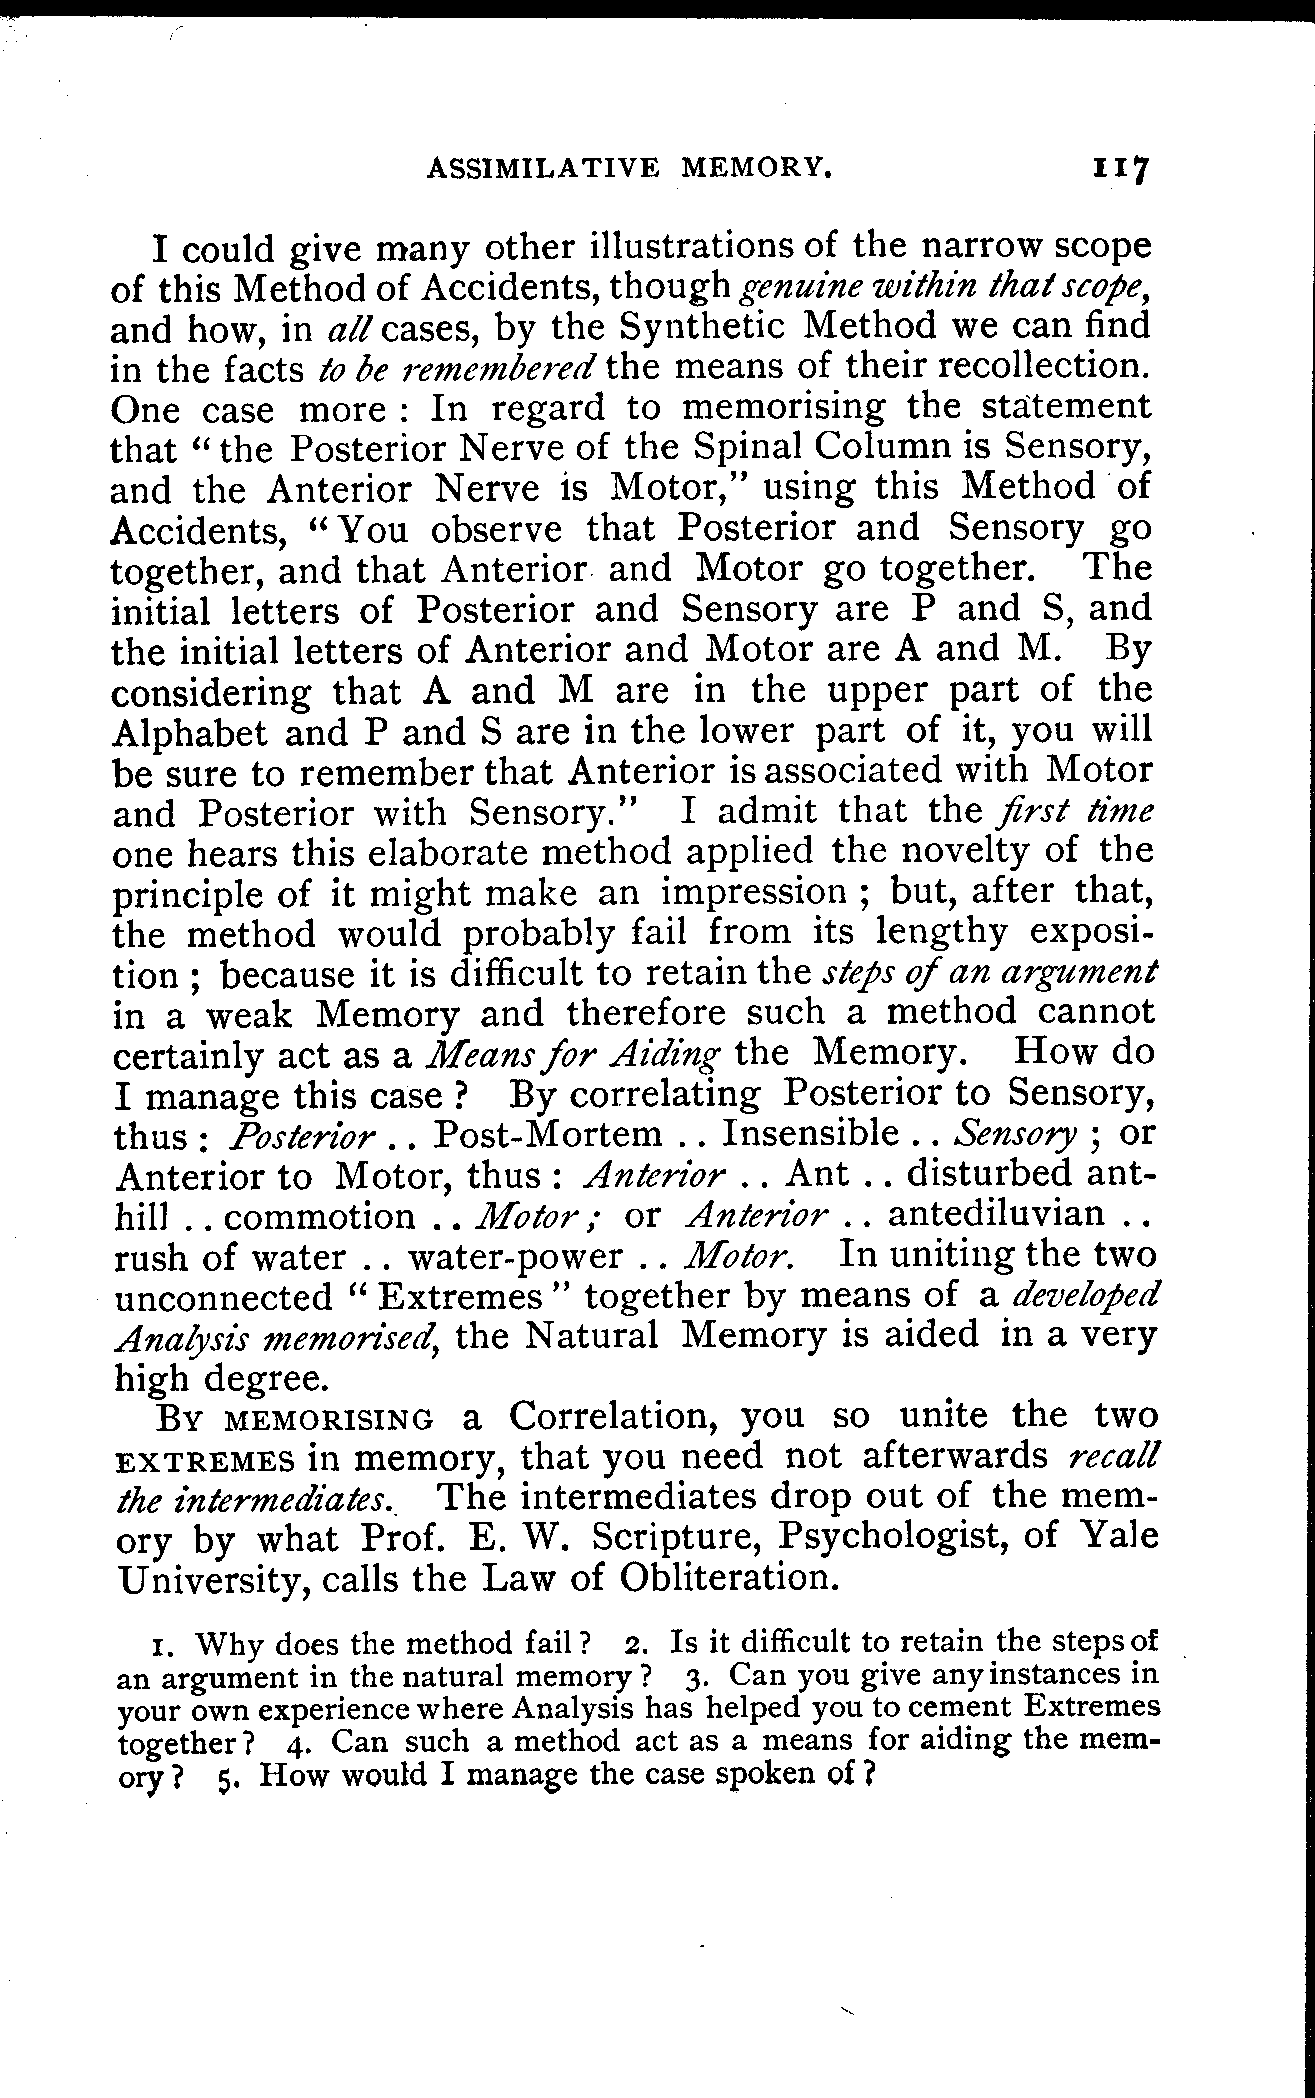 ASSIMILATIVE MEMORY. 117
I could give many other illustrations of the narrow scope
of this Method of Accidents, though genuine within that scope,
and how, in all cases, by the Synthetic Method we can find
in the facts to be remembered the means of their recollection.
One case more : In regard to memorising the statement
that “ the Posterior Nerve of the Spinal Column is Sensory,
and the Anterior Nerve is Motor,” using this Method of
Accidents, “ You observe that Posterior and Sensory go
together, and that Anterior and Motor go together. The
initial letters of Posterior and Sensory are P and S, and
the initial letters of Anterior and Motor are A and M. By
considering that A and M are in the upper part of the
Alphabet and P and S are in the lower part of it, you will
be sure to remember that Anterior is associated with Motor
and Posterior with Sensory.” I admit that the first time
one hears this elaborate method applied the novelty of the
principle of it might make an impression ; but, after that,
the method would probably fail from its lengthy exposi-
tion ; because it is difficult to retain the steps of an argument
in a weak Memory and therefore such a method cannot
certainly act as a Means for Aiding the Memory. How do
I manage this case ? By correlating Posterior to Sensory,
thus : Posterior . . Post-Mortem . . Insensible . . Sensory ; or
Anterior to Motor, thus : Anterior . . Ant . . disturbed ant-
hill . . commotion . . Motor ; or Anterior . . antediluvian . .
rush of water . . water-power . . Motor. In uniting the two
unconnected “ Extremes ” together by means of a developed
Analysis memorised, the Natural Memory is aided in a very
high degree.
BY MEMORISING a Correlation, you so unite the two
EXTREMES in memory, that you need not afterwards recall
the intermediates. The intermediates drop out of the mem-
ory by what Prof. E. W. Scripture, Psychologist, of Yale
University, calls the Law of Obliteration.
1. Why does the method fail ? 2. Is it difficult to retain the steps of
an argument in the natural memory ? 3. Can you give any instances in
your own experience where Analysis has helped you to cement Extremes
together ? 4. Can such a method act as a means for aiding the mem-
ory ? 5. How would I manage the case spoken of ?